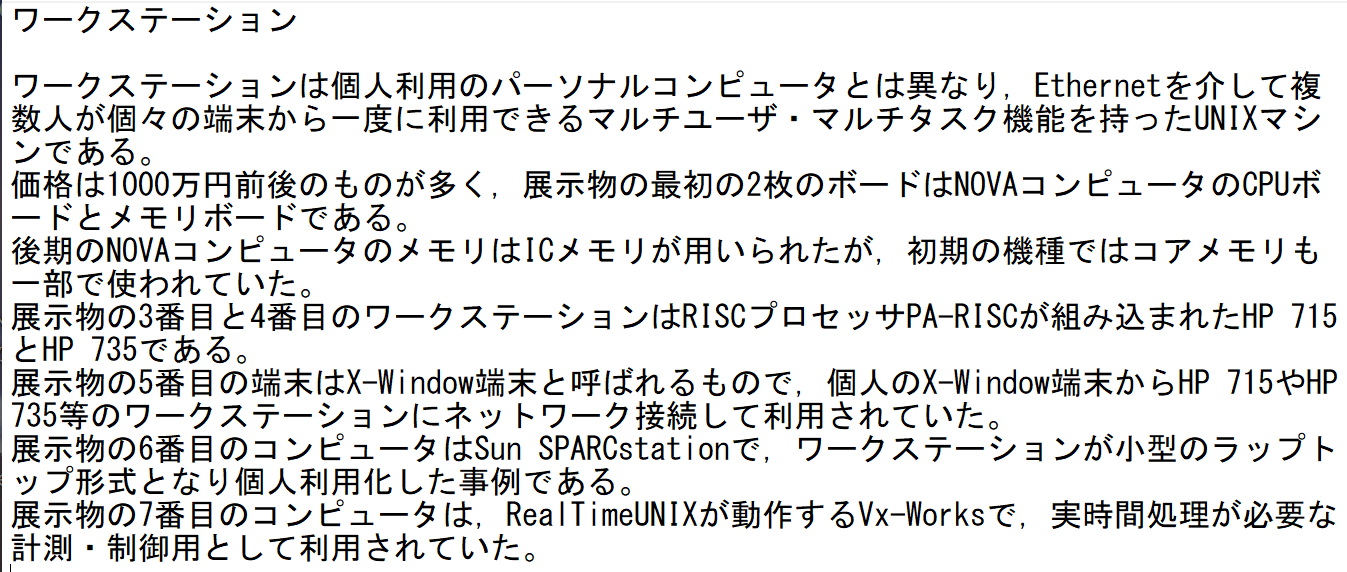 ワークステーション
ワークステーションは個人利用のパーソナルコンピュータとは異なり，Ethernetを介して複
数人が個々の端末から一度に利用できるマルチユーザ・マルチタスク機能を持ったUNIXマシ
ンである。
価格は1000万円前後のものが多く，展示物の最初の2枚のボードはNOVAコンピュータのCPUボ
ードとメモリボードである。
後期のNOVAコンピュータのメモリはICメモリが用いられたが，初期の機種ではコアメモリも
一部で使われていた。
展示物の3番目と4番目のワークステーションはRISCプロセッサPA-RISCが組み込まれたHP 715
とHP 735である。
展示物の5番目の端末はX-Window端末と呼ばれるもので，個人のX-Window端末からHP 715やHP
735等のワークステーションにネットワーク接続して利用されていた。
展示物の6番目のコンピュータはSun SPARCstationで，ワークステーションが小型のラップト
ップ形式となり個人利用化した事例である。
展示物の7番目のコンピュータは，RealTimeUNIXが動作するVx-Worksで，実時間処理が必要な
計測・制御用として利用されていた。